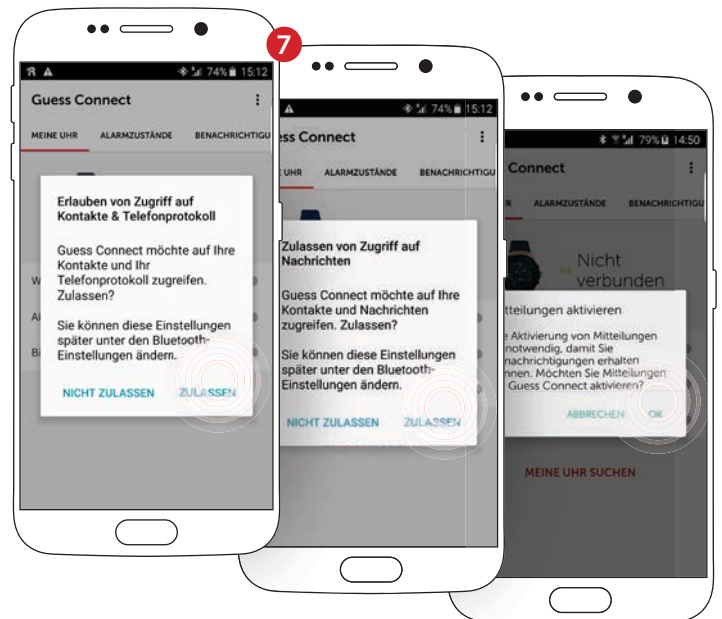 7
74% 15:12
Guess Connect
MEINE UHR ALARMZUSTÄNDE BENACHRICHTIGU
Erlauben von Zugriff auf
Kontakte & Telefonprotokoll
Guess Connect möchte auf Ihre
Kontakte und Ihr
Telefonprotokoll zugreifen.
Zulassen?
Sie können diese Einstellungen
später unter den Bluetooth-
Einstellungen ändern.
NICHT ZULASSEN ZULASSEN
74% 15:12
ess Connect
UHR ALARMZUSTÄNDE BENACHRICHTIGU
Zulassen von Zugriff auf
Nachrichten
Guess Connect möchte auf Ihre
Kontakte und Nachrichten
zugreifen. Zulassen?
Sie können diese Einstellungen
später unter den Bluetooth-
Einstellungen ändern.
NICHT ZULASSEN ZULASSEN
79% 14:50
Connect
R ALARMZUSTÄNDE BENACHRICHTIGU
Nicht
verbunden
tteilungen aktivieren
e Aktivierung von Mitteilungen
notwendig, damit Sie
nachrichtigungen erhalten
nnen. Möchten Sie Mitteilungen
Guess Connect aktivieren?
ABBRECHEN OK
MEINE UHR SUCHEN